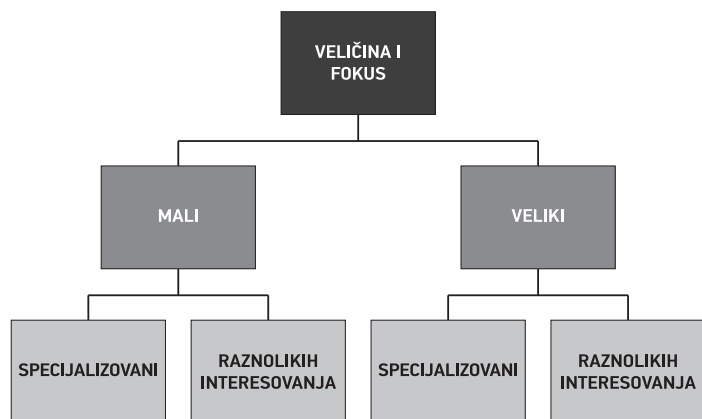 VELIČINA I
FOKUS
MALI
VELIKI
SPECIJALIZOVANI
RAZNOLIKIH
INTERESOVANJA
SPECIJALIZOVANI
RAZNOLIKIH
INTERESOVANJA